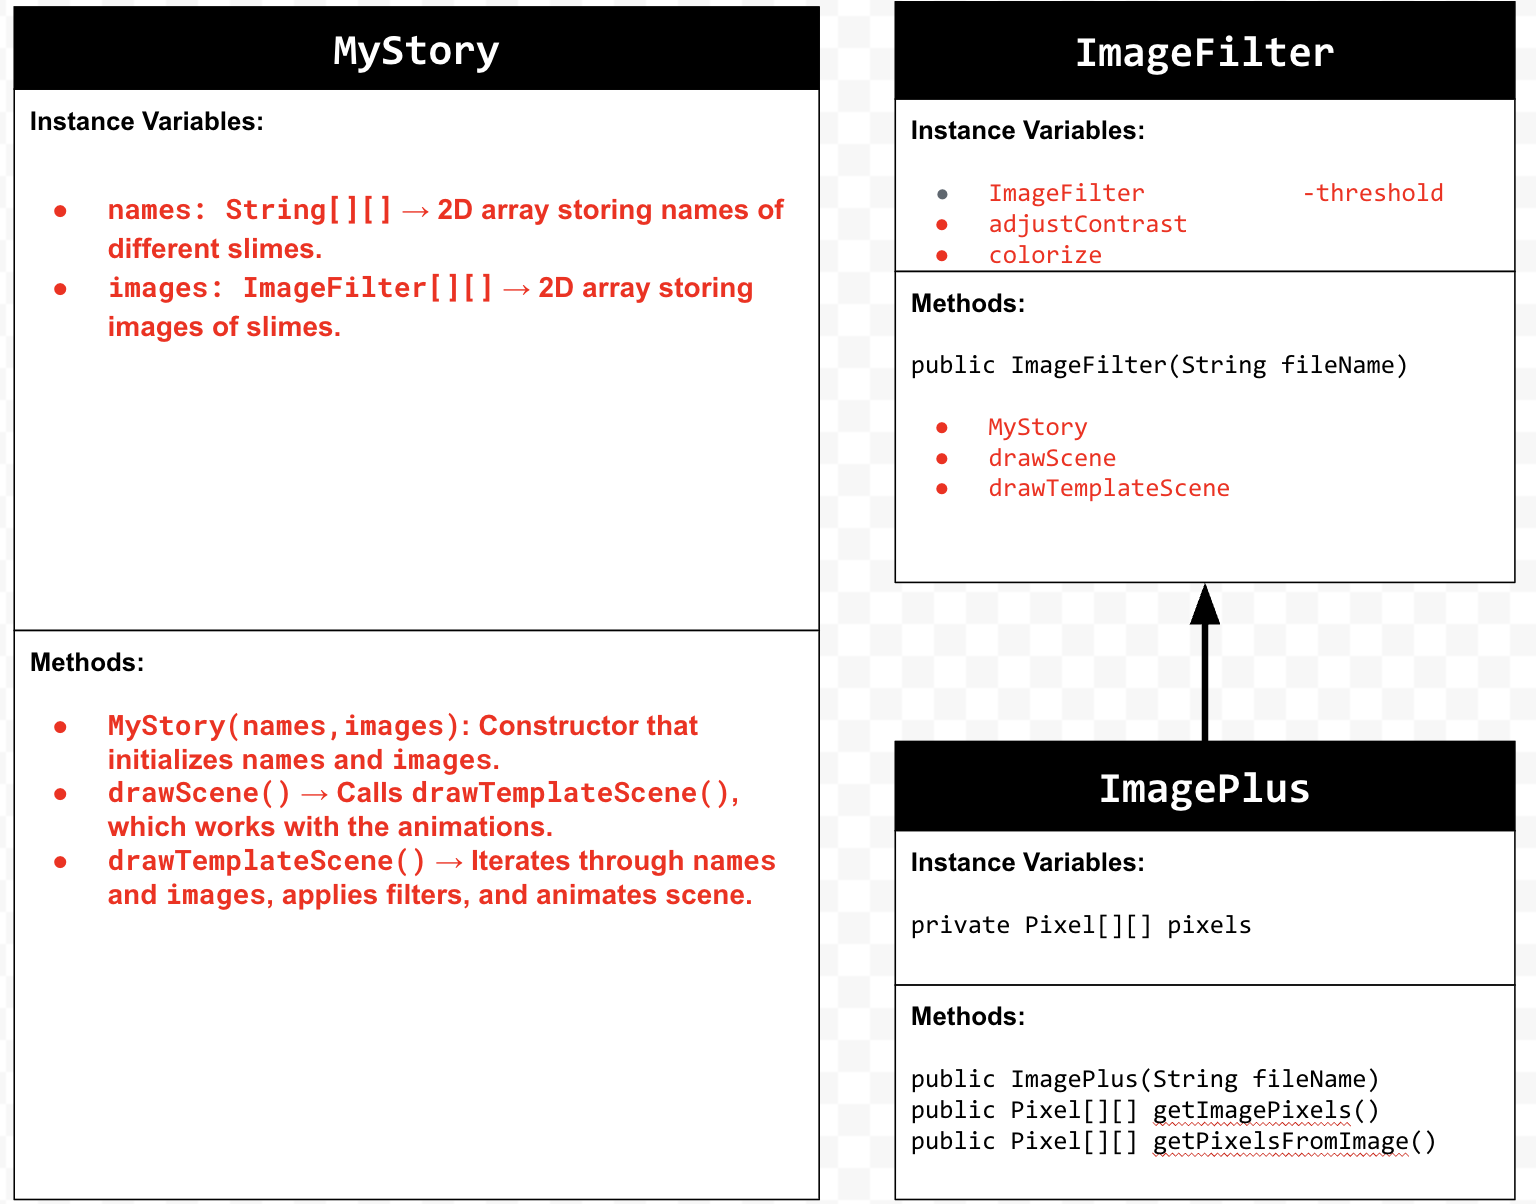 MyStory
Instance Variables:
● names: String[][] → 2D array storing names of
different slimes.
● images: ImageFilter[][] → 2D array storing
images of slimes.
Methods:
● MyStory(names,images): Constructor that
initializes names and images.
● drawScene() → Calls drawTemplateScene(),
which works with the animations.
● drawTemplateScene() → Iterates through names
and images, applies filters, and animates scene.
ImageFilter
Instance Variables:
● ImageFilter -threshold
● adjustContrast
● colorize
Methods:
public ImageFilter(String fileName)
● MyStory
● drawScene
● drawTemplateScene
ImagePlus
Instance Variables:
private Pixel[][] pixels
Methods:
public ImagePlus(String fileName)
public Pixel[][] getImagePixels()
public Pixel[][] getPixelsFromImage()